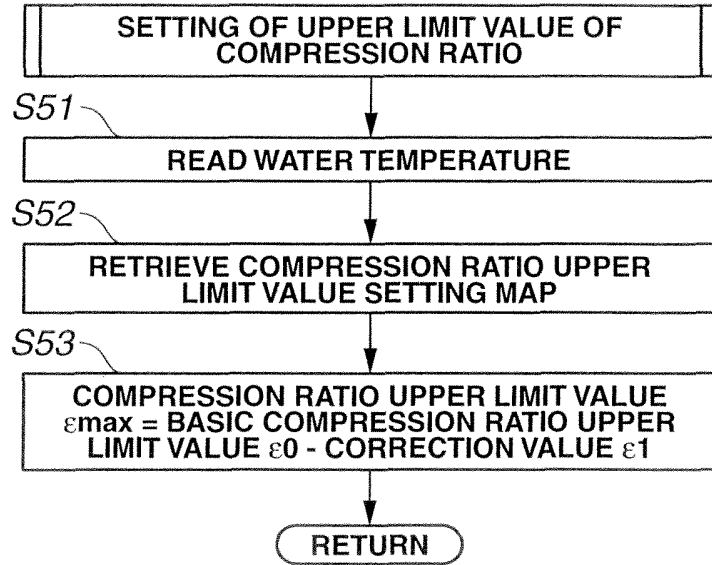 SETTING OF UPPER LIMIT VALUE OF
COMPRESSION RATIO
S51
READ WATER TEMPERATURE
S52
RETRIEVE COMPRESSION RATIO UPPER
LIMIT VALUE SETTING MAP
S53
COMPRESSION RATIO UPPER LIMIT VALUE
εmax = BASIC COMPRESSION RATIO UPPER
LIMIT VALUE ε0 - CORRECTION VALUE ε1
RETURN